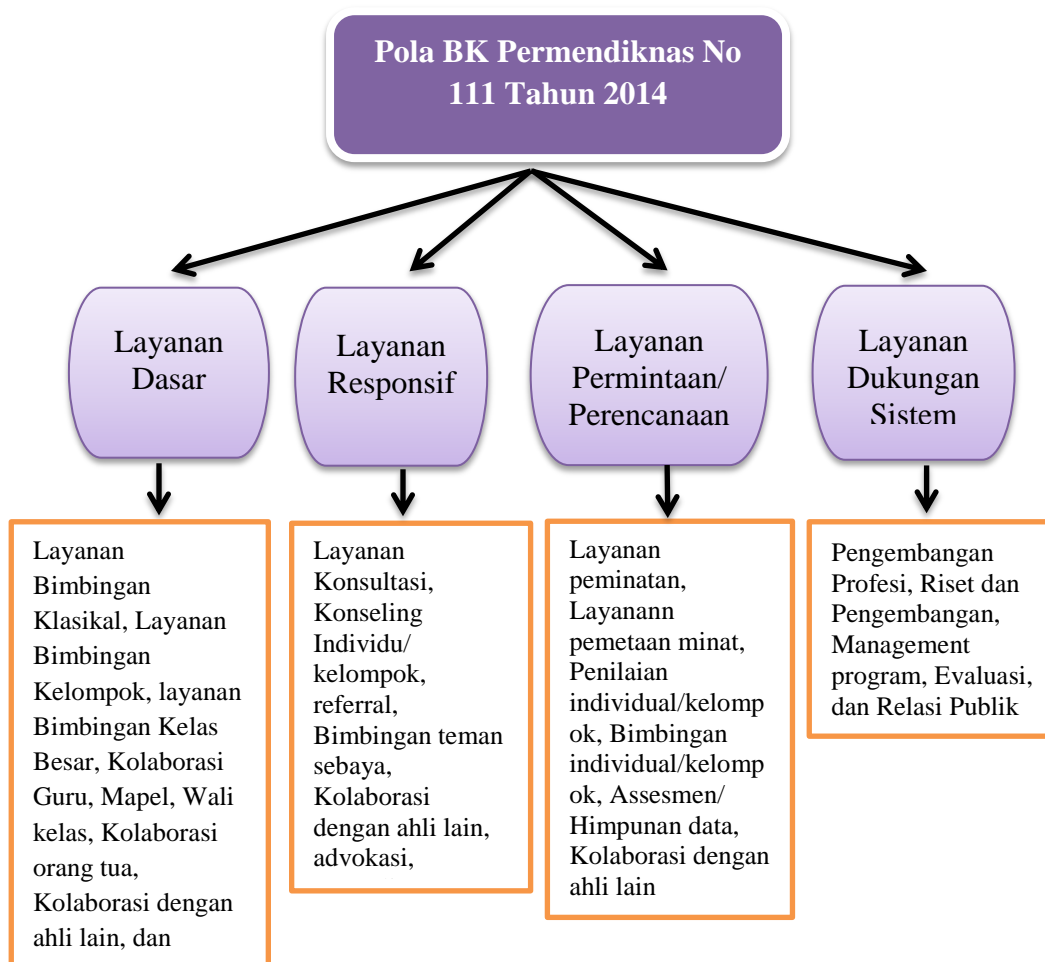 Pola BK Permendiknas No
111 Tahun 2014
Layanan
Dasar
Layanan
Responsif
Layanan
Permintaan/
Perencanaan
Layanan
Dukungan
Sistem
Layanan
Bimbingan
Klasikal, Layanan
Bimbingan
Kelompok, layanan
Bimbingan Kelas
Besar, Kolaborasi
Guru, Mapel, Wali
kelas, Kolaborasi
orang tua,
Kolaborasi dengan
ahli lain, dan
Layanan
Konsultasi,
Konseling
Individu/
kelompok,
referral,
Bimbingan teman
sebaya,
Kolaborasi
dengan ahli lain,
advokasi,
Layanan
peminatan,
Layanann
pemetaan minat,
Penilaian
individual/kelomp
ok, Bimbingan
individual/kelomp
ok, Assesmen/
Himpunan data,
Kolaborasi dengan
ahli lain
Pengembangan
Profesi, Riset dan
Pengembangan,
Management
program, Evaluasi,
dan Relasi Publik